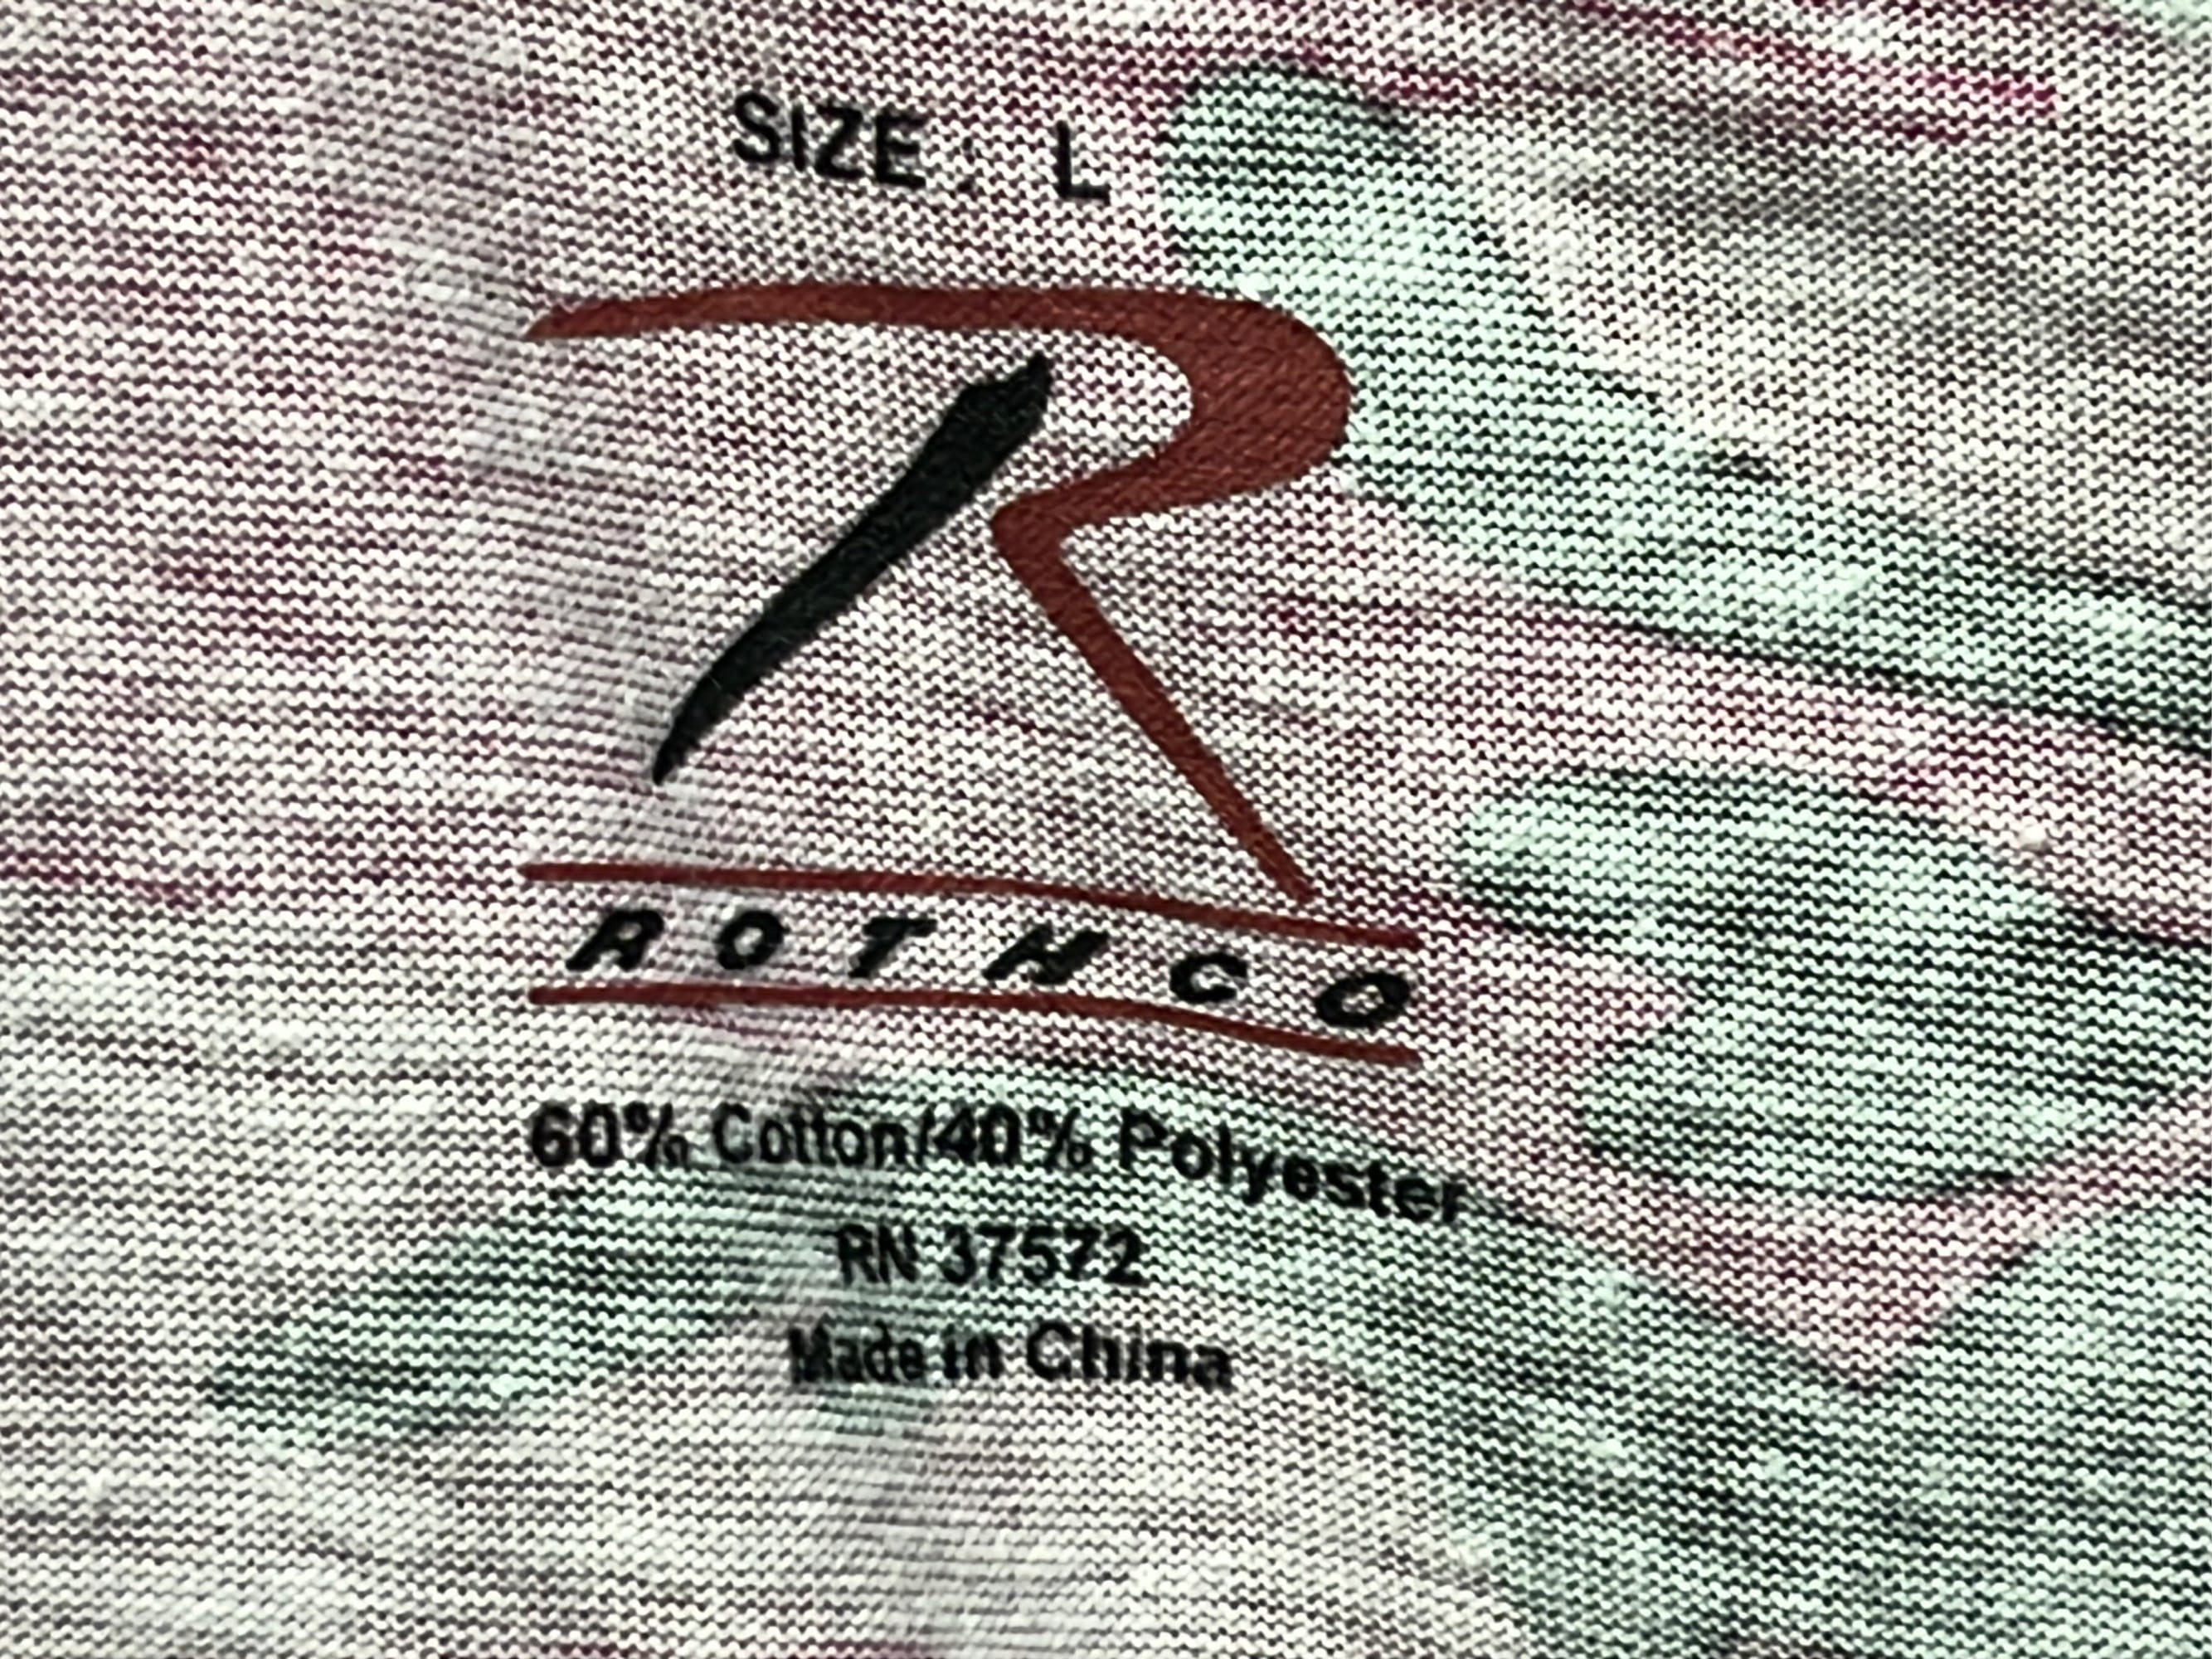 SIZE : L
R
ROTHCO
60% Cotton/40% Polyester
RN 37572
Made in China